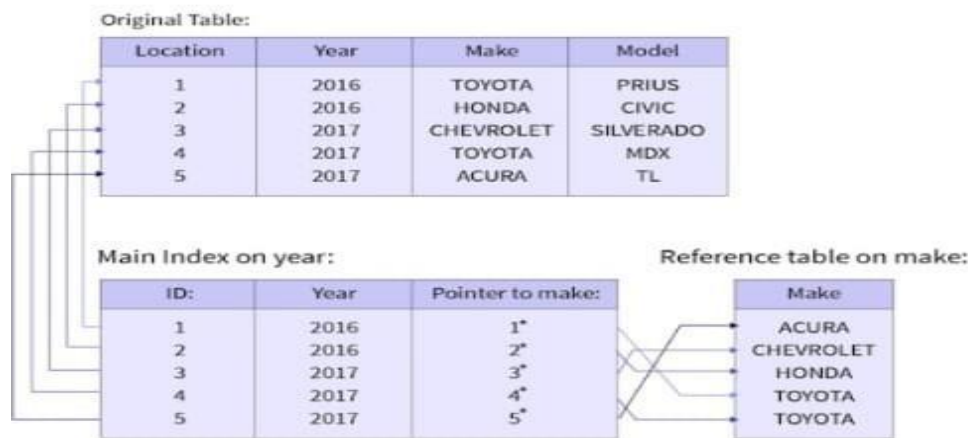 Original Table:
Location Year Make Model
1 2016 TOYOTA PRIUS
2 2016 HONDA CIVIC
3 2017 CHEVROLET SILVERADO
4 2017 TOYOTA MDX
5 2017 ACURA TL
Main Index on year: Reference table on make:
ID: Year Pointer to make: Make
1 2016 1* ACURA
2 2016 2* CHEVROLET
3 2017 3* HONDA
4 2017 4* TOYOTA
5 2017 5* TOYOTA